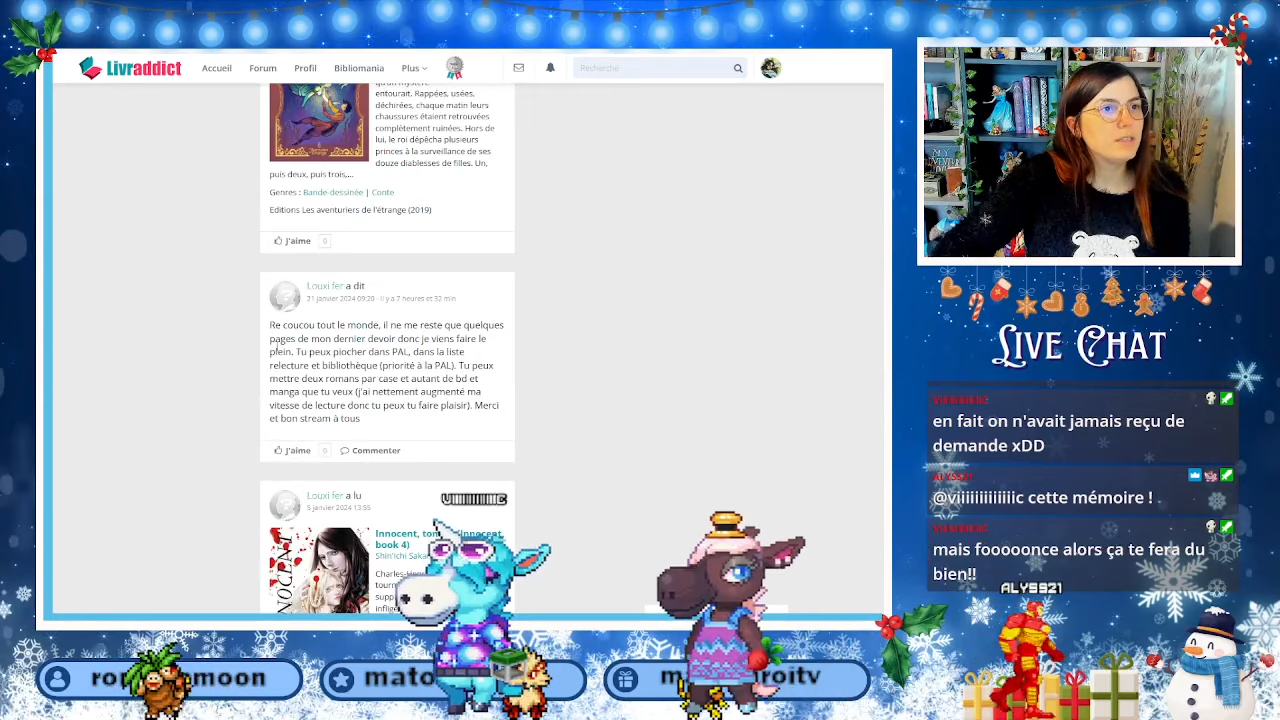 Livraddict
Accueil
Forum
Profil
Bibliomania
Plus
Recherche
entourait. Rappées, usées,
déchirées, chaque matin leurs
chaussures étaient retrouvées
complètement ruinées. Hors de
lui, le roi dépêcha plusieurs
princes à la surveillance de ses
douze diablesses de filles. Un,
puis deux, puis trois,...
Genres : Bande-dessinée | Conte
Editions Les aventuriers de l'étrange (2019)
J'aime 0
Louxi fer a dit
21 janvier 2024 09:20 - Il y a 7 heures et 32 min
Re coucou tout le monde, il ne me reste que quelques
pages de mon dernier devoir donc je viens faire le
plein. Tu peux piocher dans PAL, dans la liste
relecture et bibliothèque (priorité à la PAL). Tu peux
mettre deux romans par case et autant de bd et
manga que tu veux (j'ai nettement augmenté ma
vitesse de lecture donc tu peux tu faire plaisir). Merci
et bon stream à tous
J'aime 0 Commenter
Louxi fer a lu
5 janvier 2024 13:55
Innocent,
book 4)
Shin'ichi
LIVE CHAT
en fait on n'avait jamais reçu de
demande xDD
ALYSS21
@viiiiiiiiiiiiic cette mémoire !
mais fooooonce alors ça te fera du
bien!!
ALYSS21